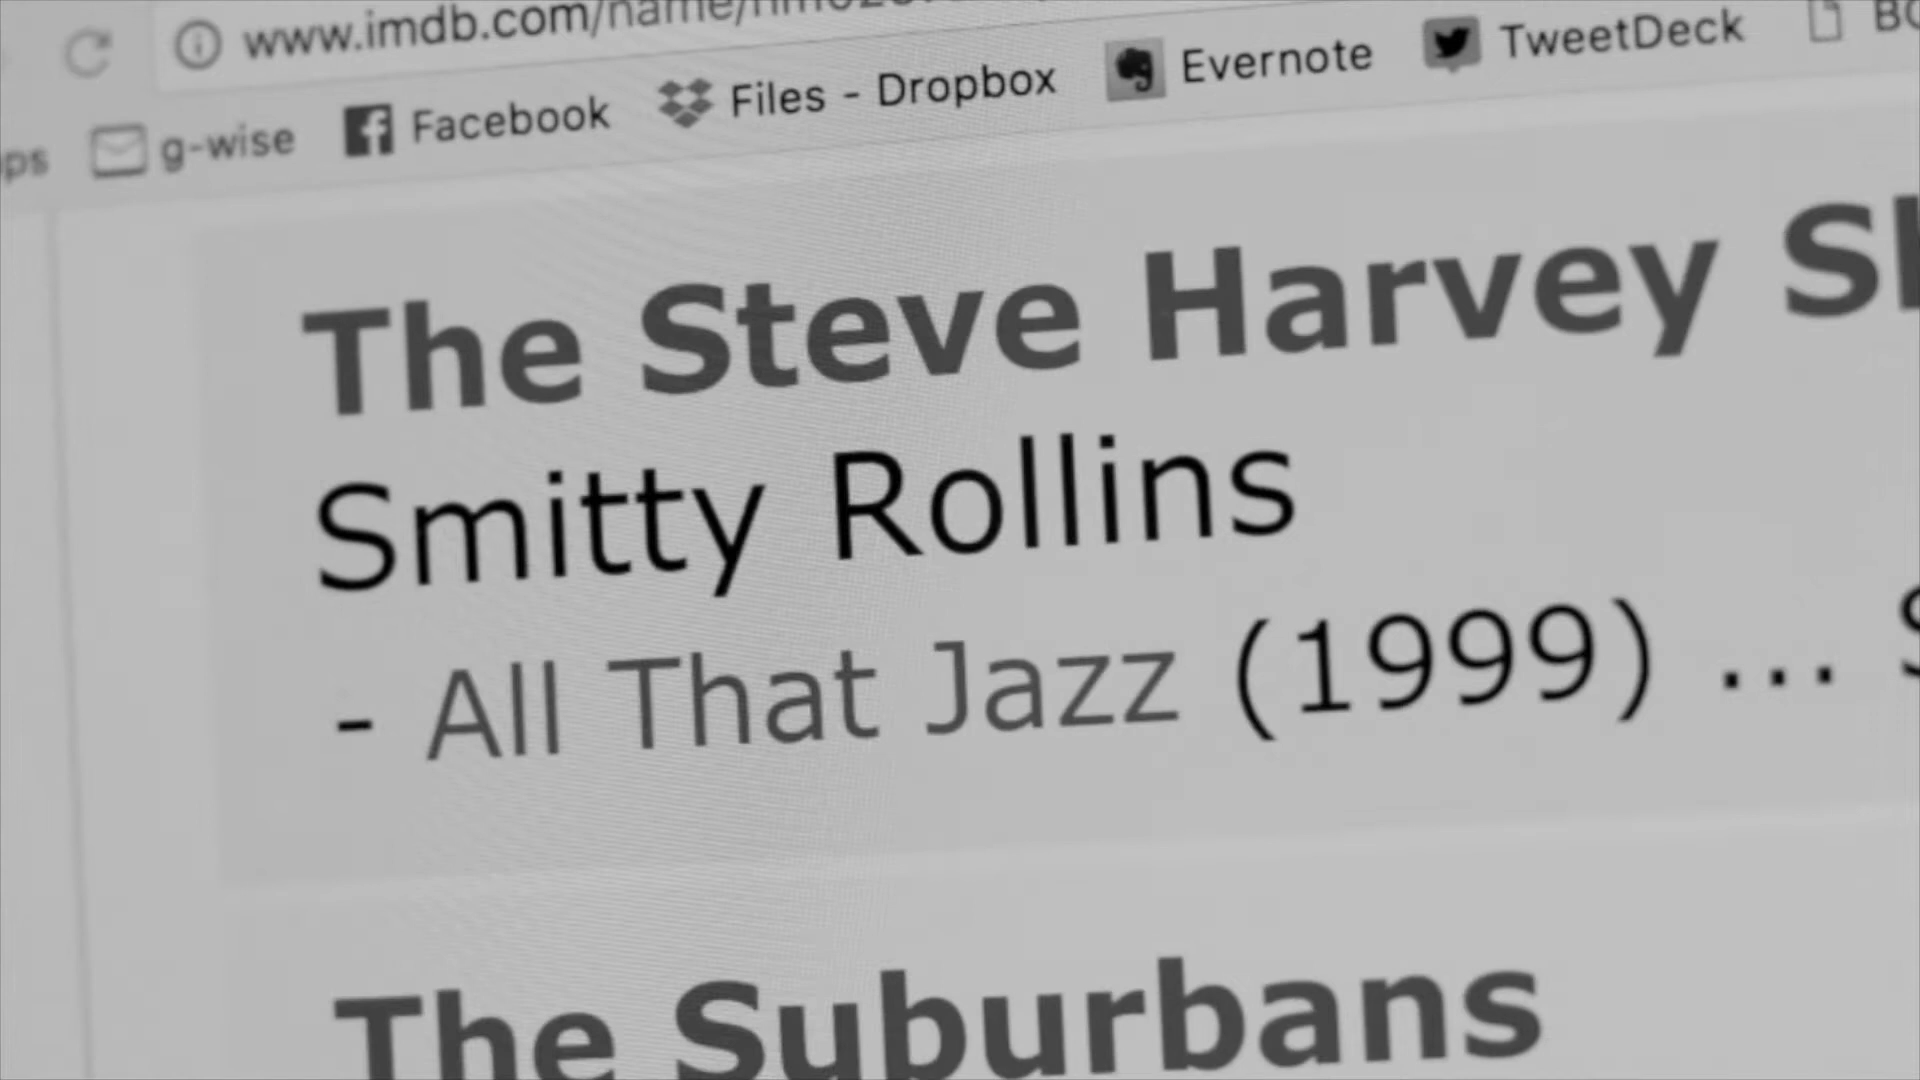 www.imdb.com/name/
g-wise Facebook Files - Dropbox Evernote TweetDeck
The Steve Harvey
Smitty Rollins
- All That Jazz (1999) ...
The Suburbans